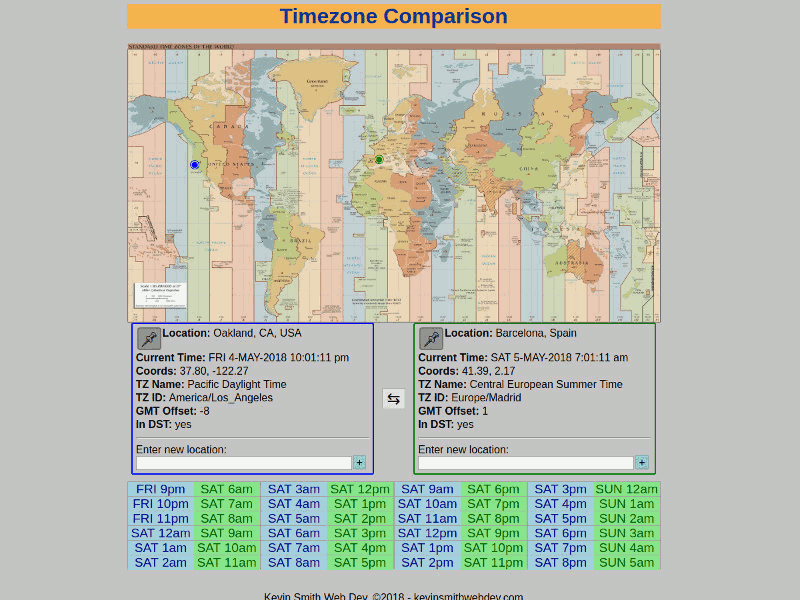 Timezone Comparison
STANDARD TIME ZONES OF THE WORLD
Greenland
CANADA
RUSSIA
UNITED STATES
CHINA
BRAZIL
AUSTRALIA
Location: Oakland, CA, USA
Current Time: FRI 4-MAY-2018 10:01:11 pm
Coords: 37.80, -122.27
TZ Name: Pacific Daylight Time
TZ ID: America/Los_Angeles
GMT Offset: -8
In DST: yes
Enter new location:
+
⇆
Location: Barcelona, Spain
Current Time: SAT 5-MAY-2018 7:01:11 am
Coords: 41.39, 2.17
TZ Name: Central European Summer Time
TZ ID: Europe/Madrid
GMT Offset: 1
In DST: yes
Enter new location:
+
FRI 9pm SAT 6am SAT 3am SAT 12pm SAT 9am SAT 6pm SAT 3pm SUN 12am
FRI 10pm SAT 7am SAT 4am SAT 1pm SAT 10am SAT 7pm SAT 4pm SUN 1am
FRI 11pm SAT 8am SAT 5am SAT 2pm SAT 11am SAT 8pm SAT 5pm SUN 2am
SAT 12am SAT 9am SAT 6am SAT 3pm SAT 12pm SAT 9pm SAT 6pm SUN 3am
SAT 1am SAT 10am SAT 7am SAT 4pm SAT 1pm SAT 10pm SAT 7pm SUN 4am
SAT 2am SAT 11am SAT 8am SAT 5pm SAT 2pm SAT 11pm SAT 8pm SUN 5am
Kevin Smith Web Dev, ©2018 - kevinsmithwebdev.com